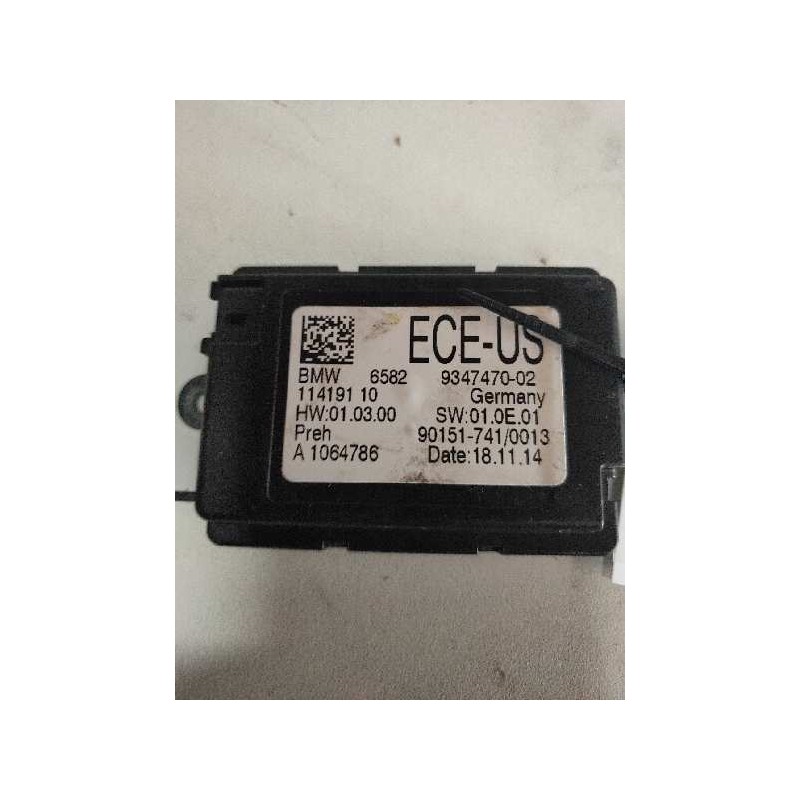 ECE-US
BMW 6582 9347470-02
114191 10 Germany
HW:01.03.00 SW:01.0E.01
Preh 90151-741/0013
A 1064786 Date:18.11.14